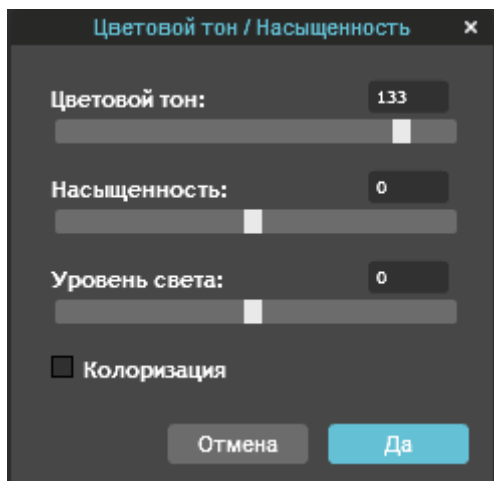 Цветовой тон / Насыщенность ×
Цветовой тон: 133
Насыщенность: 0
Уровень света: 0
Колоризация
Отмена Да